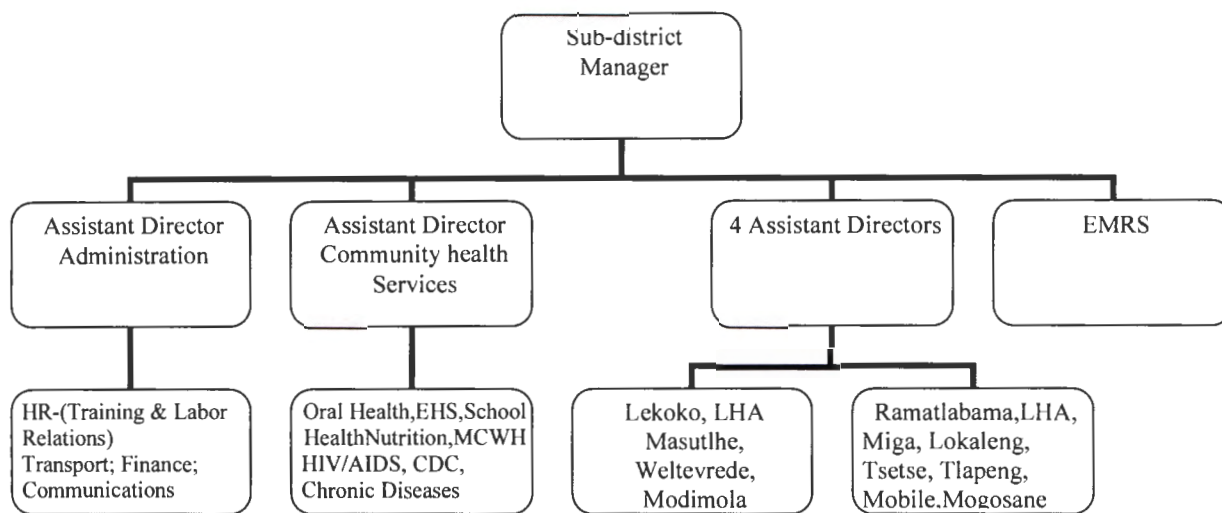 Sub-district
Manager
Assistant Director
Administration
Assistant Director
Community health
Services
4 Assistant Directors
EMRS
HR-(Training & Labor
Relations)
Transport; Finance;
Communications
Oral Health,EHS,School
HealthNutrition,MCWH
HIV/AIDS, CDC,
Chronic Diseases
Lekoko, LHA
Masutlhe,
Weltevrede,
Modimola
Ramatlabama,LHA,
Miga, Lokaleng,
Tsetse, Tlapeng,
Mobile,Mogosane